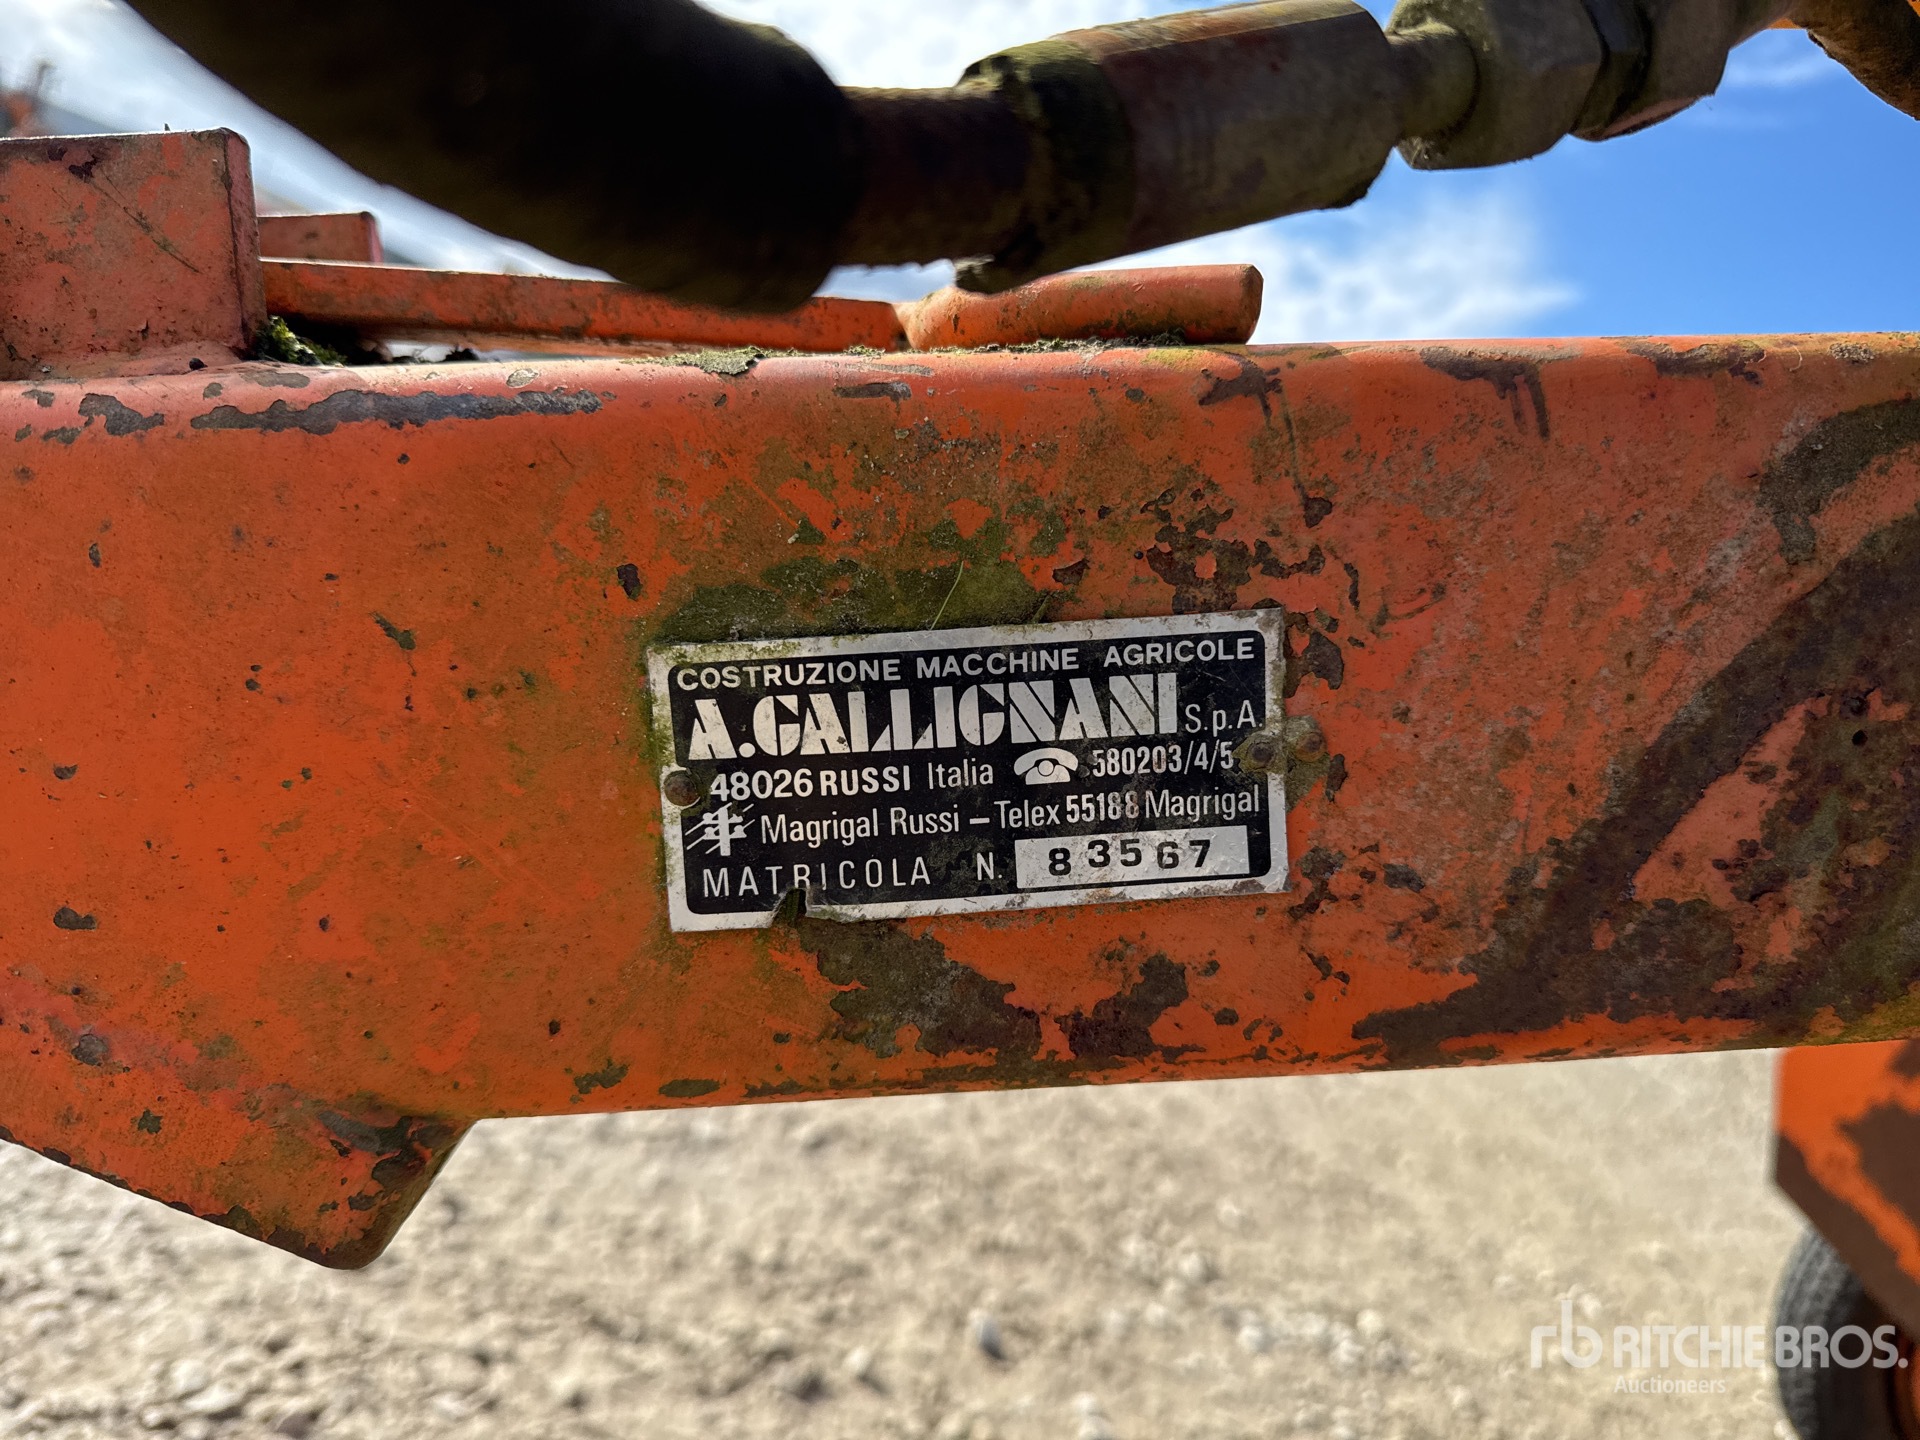 COSTRUZIONE MACCHINE AGRICOLE
A.GALLIGNANI S.p.A.
48026 RUSSI Italia 580203/4/5
Magrigal Russi – Telex 55188 Magrigal
MATRICOLA N. 83567
rb RITCHIE BROS.
Auctioneers